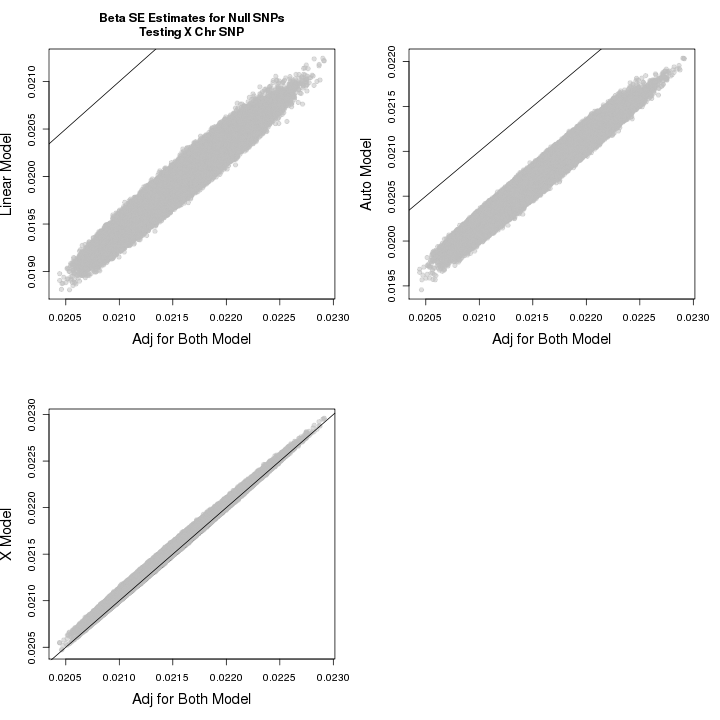 Beta SE Estimates for Null SNPs
Testing X Chr SNP
Linear Model
0.0190 0.0195 0.0200 0.0205 0.0210
0.0205 0.0210 0.0215 0.0220 0.0225 0.0230
Adj for Both Model
Auto Model
0.0195 0.0200 0.0205 0.0210 0.0215 0.0220
0.0205 0.0210 0.0215 0.0220 0.0225 0.0230
Adj for Both Model
X Model
0.0205 0.0210 0.0215 0.0220 0.0225 0.0230
0.0205 0.0210 0.0215 0.0220 0.0225 0.0230
Adj for Both Model